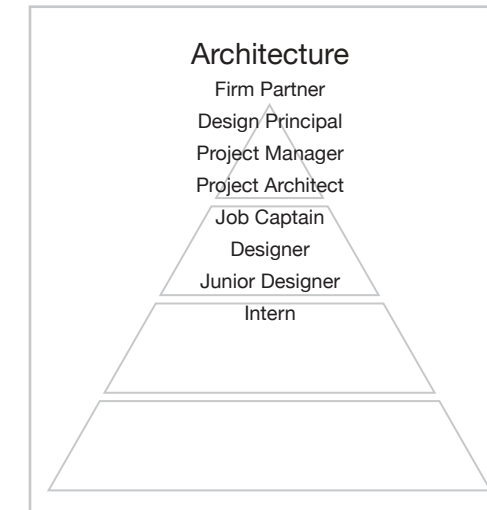 Architecture
Firm Partner
Design Principal
Project Manager
Project Architect
Job Captain
Designer
Junior Designer
Intern